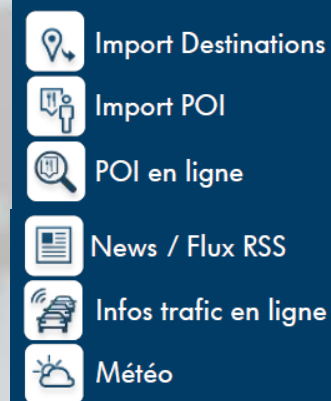 Import Destinations
Import POI
POI en ligne
News / Flux RSS
Infos trafic en ligne
Météo